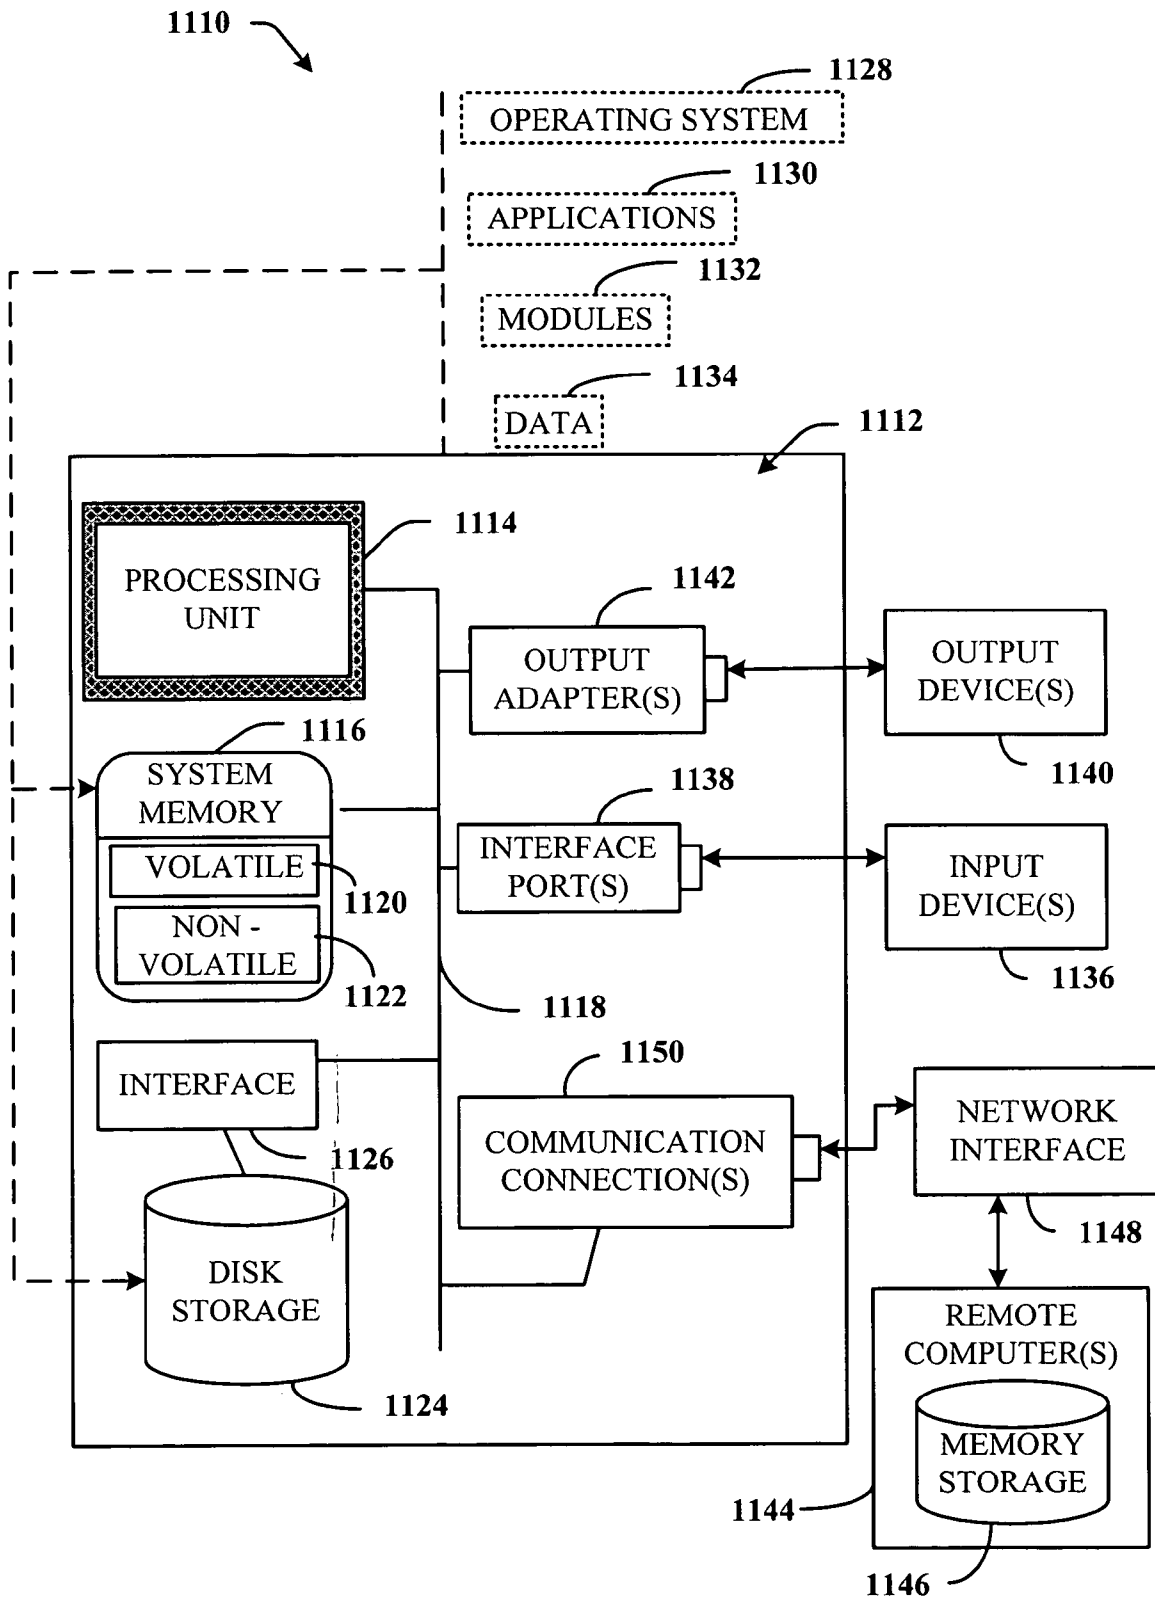 1110
1128
OPERATING SYSTEM
1130
APPLICATIONS
1132
MODULES
1134
DATA
1112
1114
PROCESSING
UNIT
1142
OUTPUT
ADAPTER(S)
OUTPUT
DEVICE(S)
1140
1116
SYSTEM
MEMORY
VOLATILE
1120
NON -
VOLATILE
1122
1138
INTERFACE
PORT(S)
INPUT
DEVICE(S)
1136
1118
INTERFACE
1126
1150
COMMUNICATION
CONNECTION(S)
NETWORK
INTERFACE
1148
DISK
STORAGE
1124
REMOTE
COMPUTER(S)
MEMORY
STORAGE
1144
1146